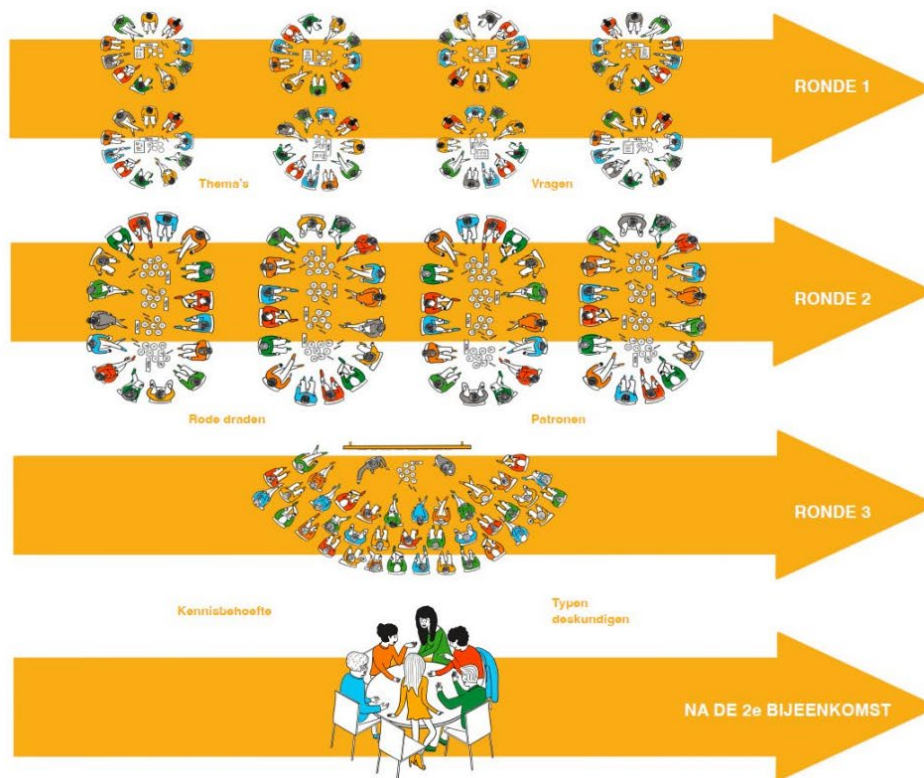 RONDE 1
Thema's
Vragen
RONDE 2
Rode draden
Patronen
RONDE 3
Kennisbehoefte
Typen
deskundigen
NA DE 2e BIJEENKOMST